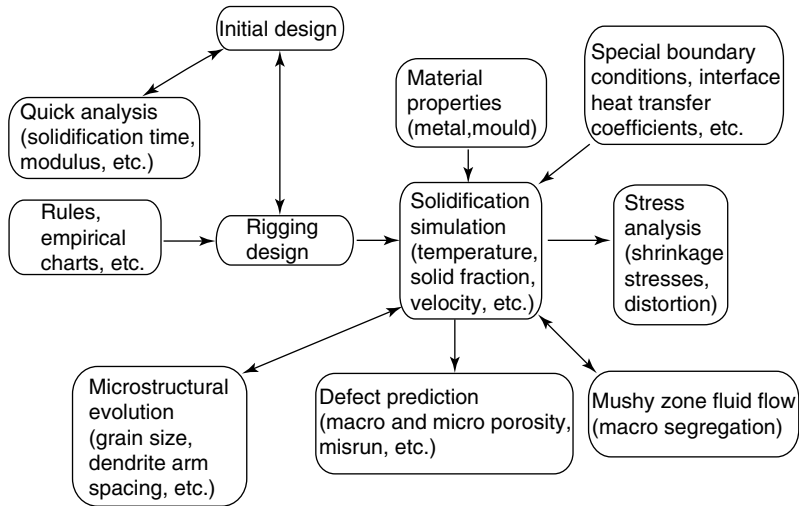 Initial design
Quick analysis
(solidification time,
modulus, etc.)
Material
properties
(metal,mould)
Special boundary
conditions, interface
heat transfer
coefficients, etc.
Rules,
empirical
charts, etc.
Rigging
design
Solidification
simulation
(temperature,
solid fraction,
velocity, etc.)
Stress
analysis
(shrinkage
stresses,
distortion)
Microstructural
evolution
(grain size,
dendrite arm
spacing, etc.)
Defect prediction
(macro and micro porosity,
misrun, etc.)
Mushy zone fluid flow
(macro segregation)